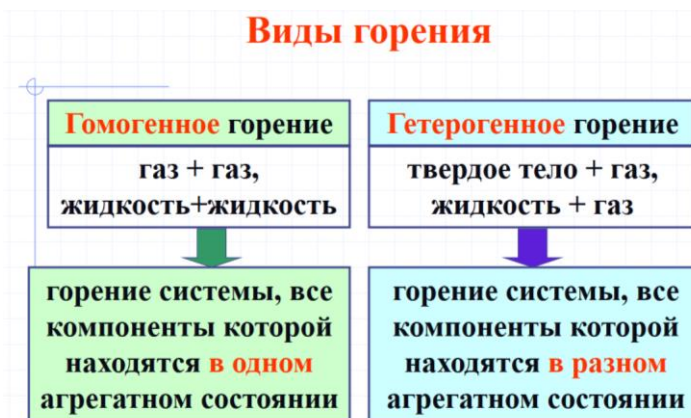 Виды горения
Гомогенное горение
газ + газ,
жидкость+жидкость
горение системы, все
компоненты которой
находятся в одном
агрегатном состоянии
Гетерогенное горение
твердое тело + газ,
жидкость + газ
горение системы, все
компоненты которой
находятся в разном
агрегатном состоянии